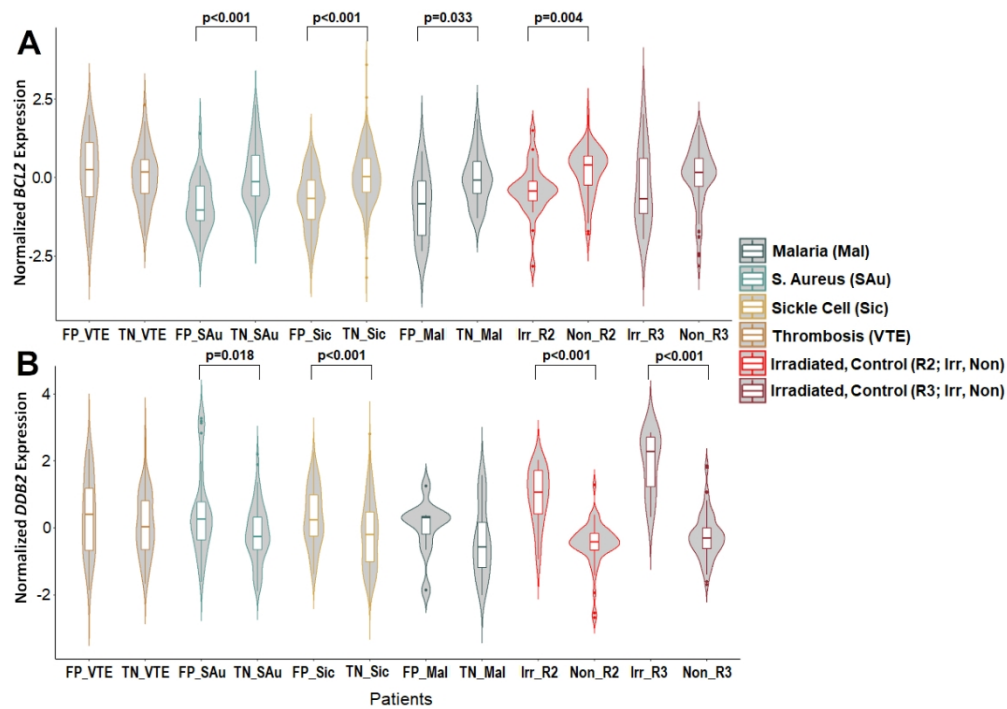 A
p<0.001
p<0.001
p=0.033
p=0.004
Normalized BCL2 Expression
2.5
0.0
-2.5
FP_VTE TN_VTE FP_SAu TN_SAu FP_Sic TN_Sic FP_Mal TN_Mal Irr_R2 Non_R2 Irr_R3 Non_R3
B
p=0.018
p<0.001
<0.001
<0.001
Normalized DDB2 Expression
4
2
0
-2
FP_VTE TN_VTE FP_SAu TN_SAu FP_Sic TN_Sic FP_Mal TN_Mal Irr_R2 Non_R2 Irr_R3 Non_R3
Patients
Malaria (Mal)
S. Aureus (SAu)
Sickle Cell (Sic)
Thrombosis (VTE)
Irradiated, Control (R2; Irr, Non)
Irradiated, Control (R3; Irr, Non)